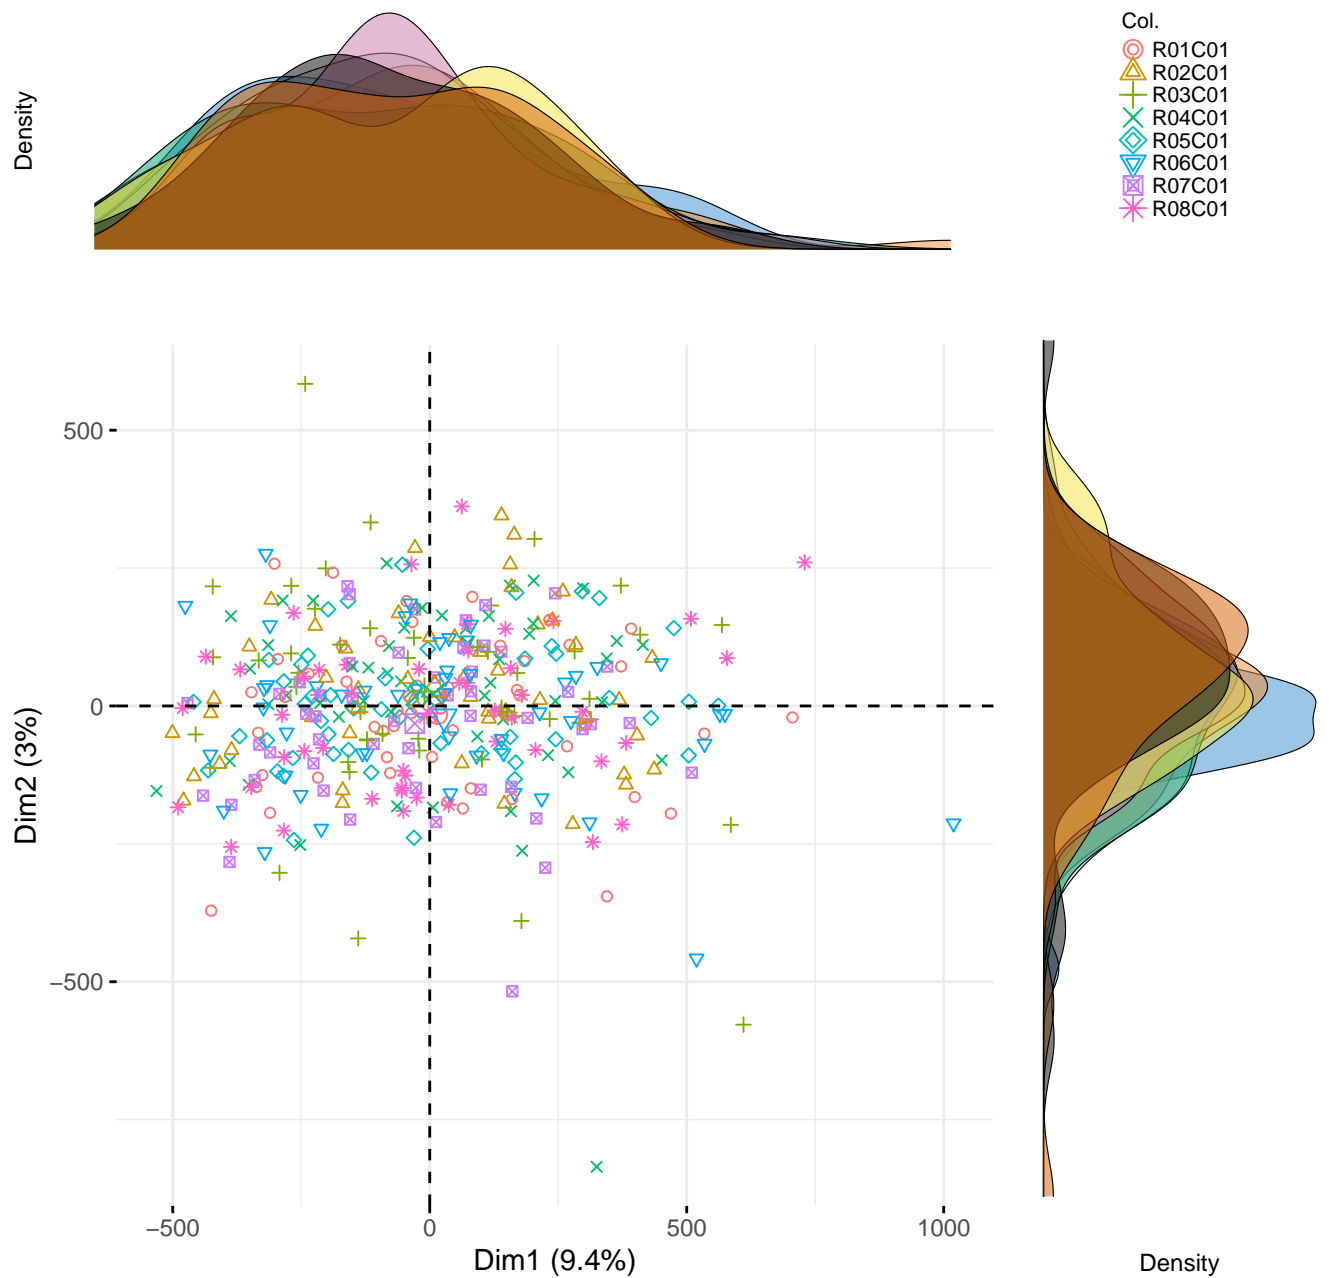 Density
Col.
R01C01
R02C01
R03C01
R04C01
R05C01
R06C01
R07C01
R08C01
500
0
−500
Dim2 (3%)
−500 0 500 1000
Dim1 (9.4%)
Density